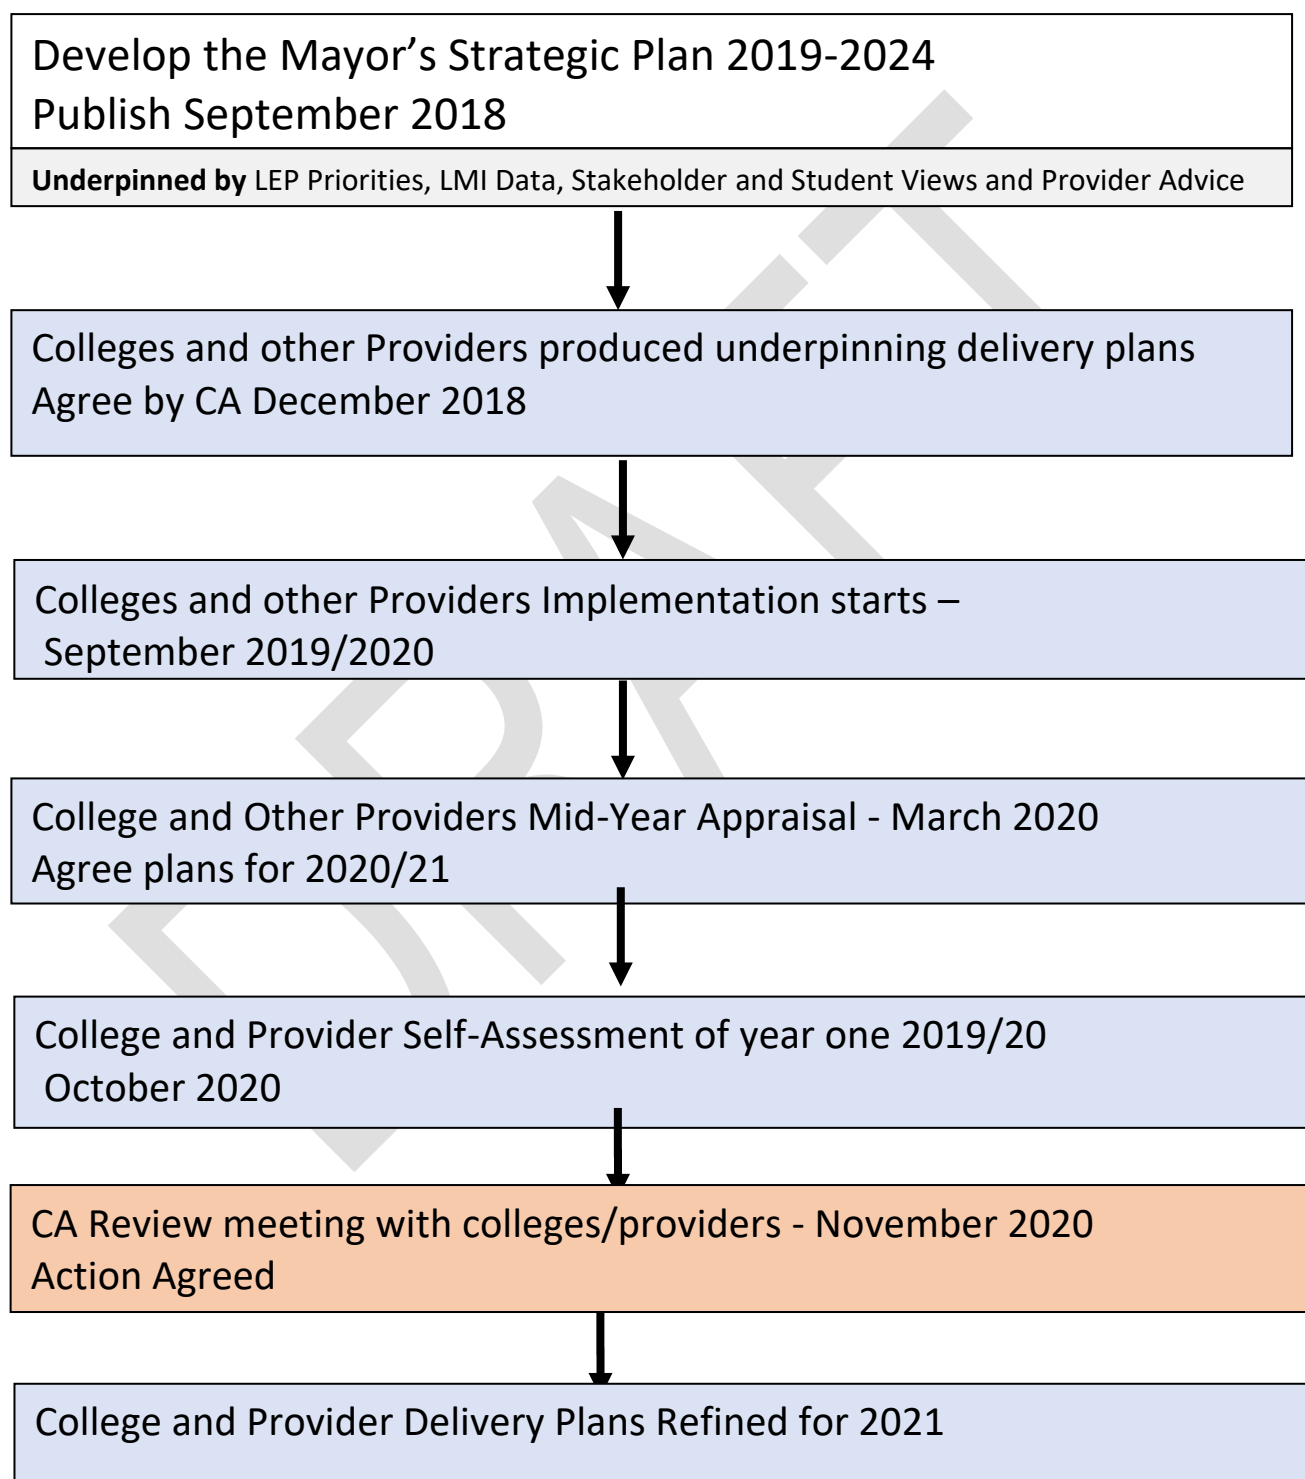 Develop the Mayor’s Strategic Plan 2019-2024
Publish September 2018
Underpinned by LEP Priorities, LMI Data, Stakeholder and Student Views and Provider Advice
Colleges and other Providers produced underpinning delivery plans
Agree by CA December 2018
Colleges and other Providers Implementation starts –
September 2019/2020
College and Other Providers Mid-Year Appraisal - March 2020
Agree plans for 2020/21
College and Provider Self-Assessment of year one 2019/20
October 2020
CA Review meeting with colleges/providers - November 2020
Action Agreed
College and Provider Delivery Plans Refined for 2021
DRAFT